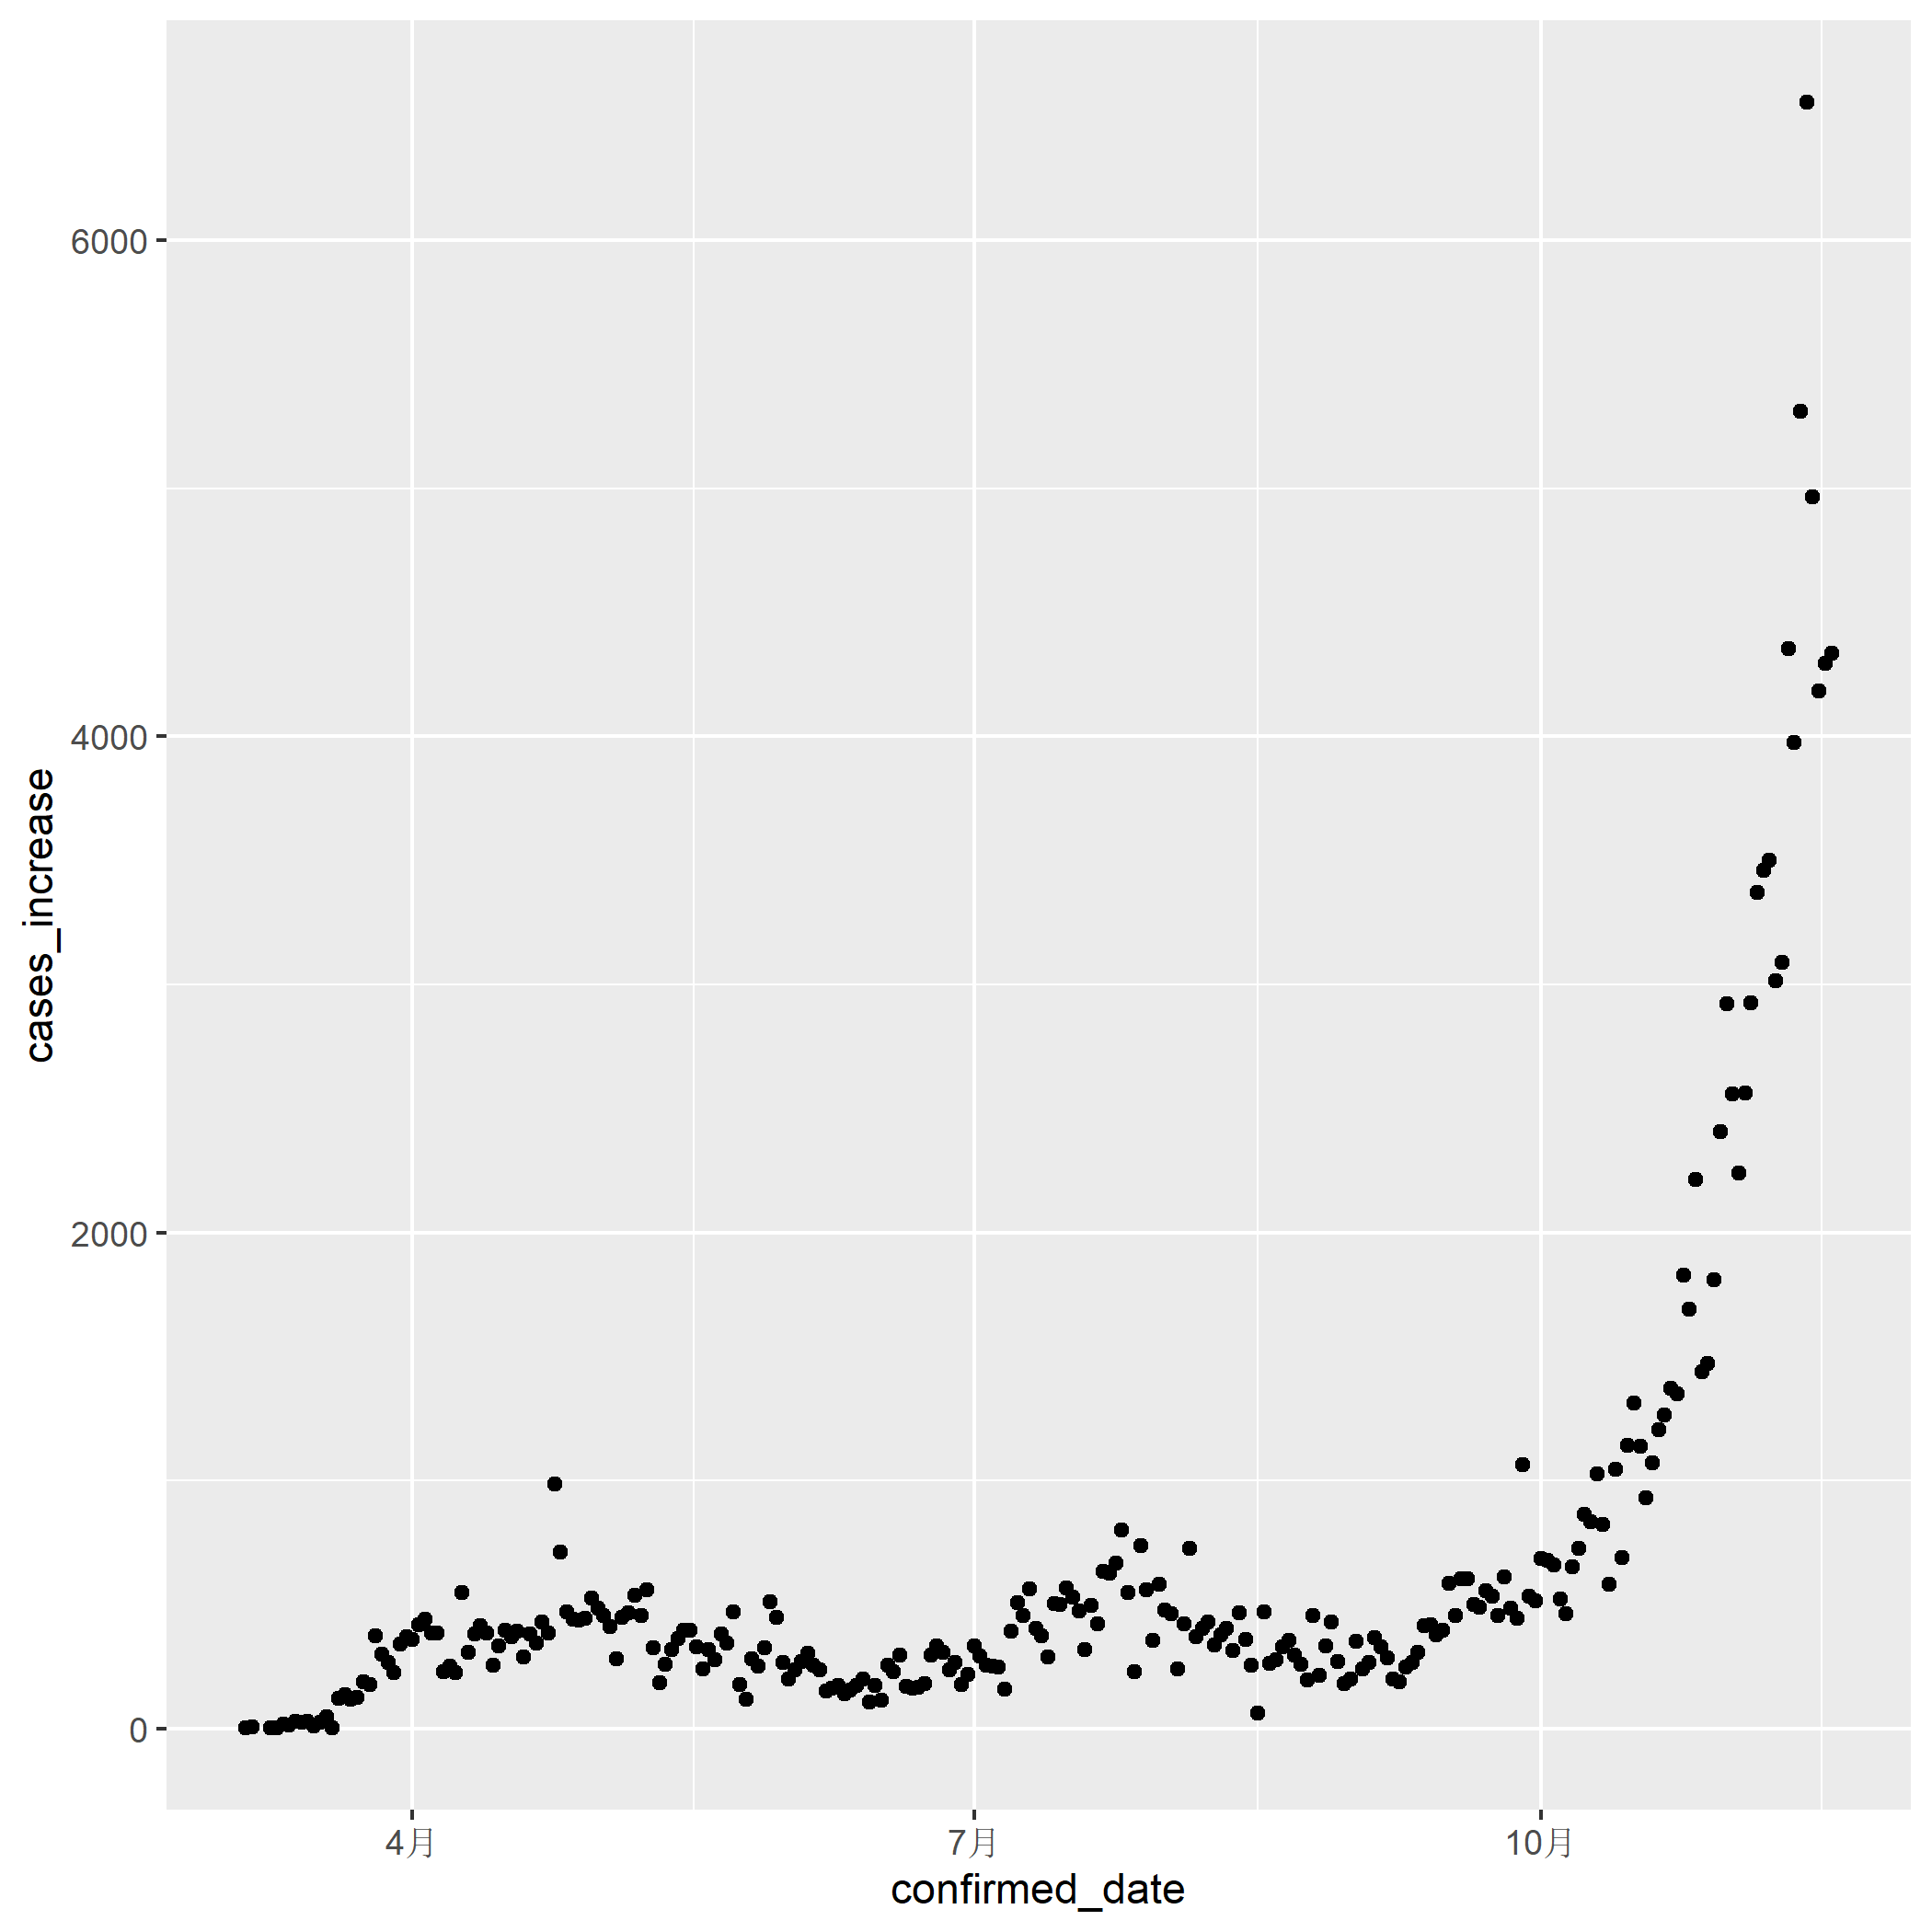 6000
4000
2000
0
cases_increase
4月
7月
10月
confirmed_date